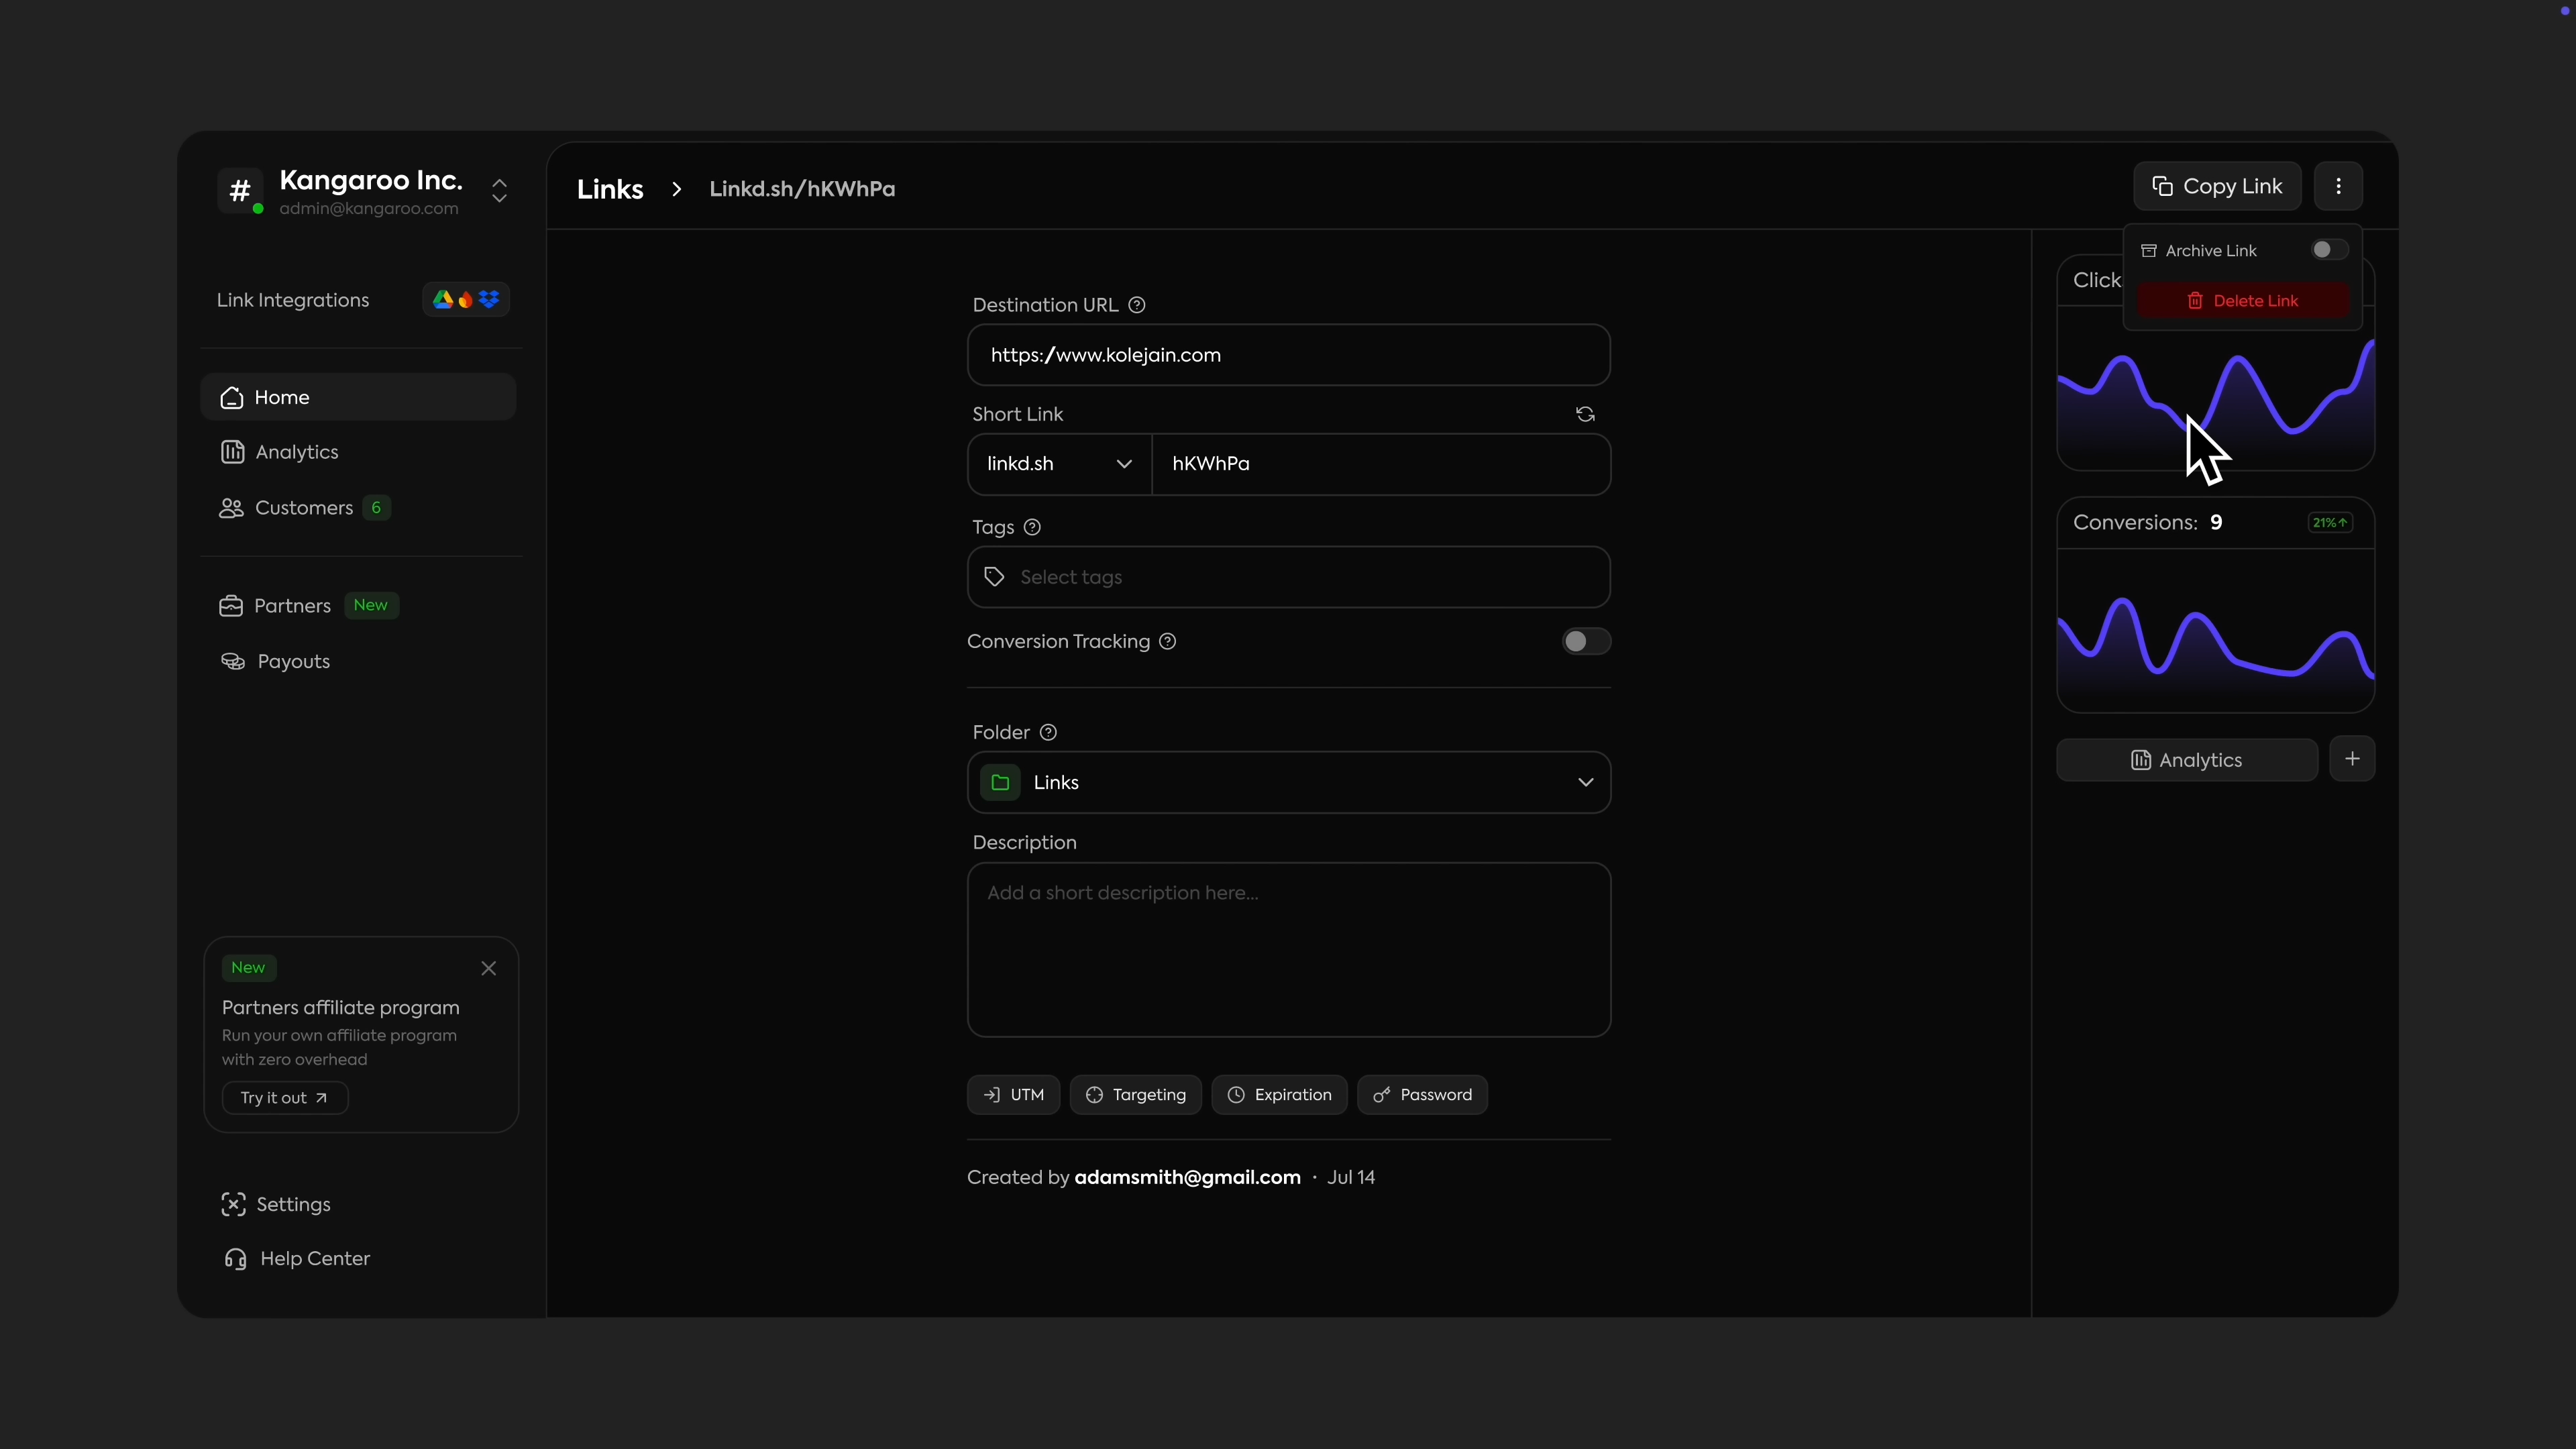 #
Kangaroo Inc.
admin@kangaroo.com
Link Integrations
Home
Analytics
Customers 6
Partners New
Payouts
New
Partners affiliate program
Run your own affiliate program
with zero overhead
Try it out
Settings
Help Center
Links > Linkd.sh/hKWhPa
Copy Link
Destination URL
https://www.kolejain.com
Short Link
linkd.sh hKWhPa
Tags
Select tags
Conversion Tracking
Folder
Links
Description
Add a short description here...
UTM Targeting Expiration Password
Created by adamsmith@gmail.com · Jul 14
Archive Link
Delete Link
Click
Conversions: 9 21%↑
Analytics +